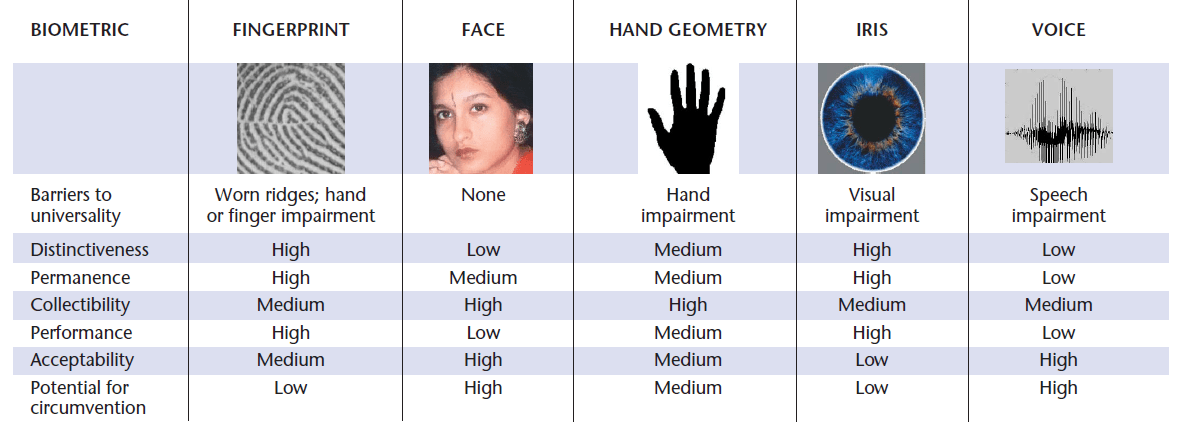 BIOMETRIC FINGERPRINT FACE HAND GEOMETRY IRIS VOICE
Barriers to universality Worn ridges; hand or finger impairment None Hand impairment Visual impairment Speech impairment
Distinctiveness High Low Medium High Low
Permanence High Medium Medium High Low
Collectibility Medium High High Medium Medium
Performance High Low Medium High Low
Acceptability Medium High Medium Low High
Potential for circumvention Low High Medium Low High